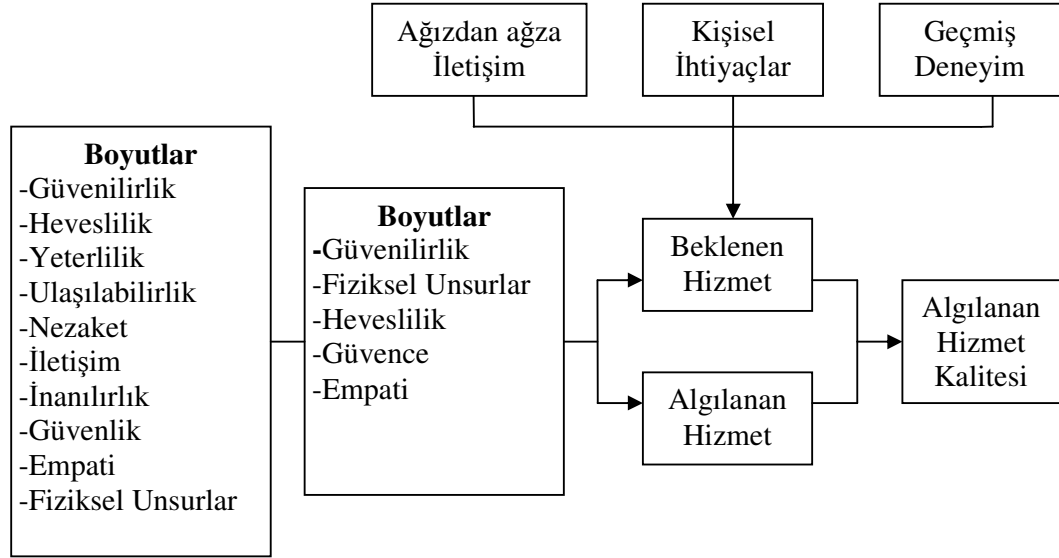 Ağızdan ağza
İletişim
Kişisel
İhtiyaçlar
Geçmiş
Deneyim
Boyutlar
-Güvenilirlik
-Heveslilik
-Yeterlilik
-Ulaşılabilirlik
-Nezaket
-İletişim
-İnanılırlık
-Güvenlik
-Empati
-Fiziksel Unsurlar
Boyutlar
-Güvenilirlik
-Fiziksel Unsurlar
-Heveslilik
-Güvence
-Empati
Beklenen
Hizmet
Algılanan
Hizmet
Algılanan
Hizmet
Kalitesi